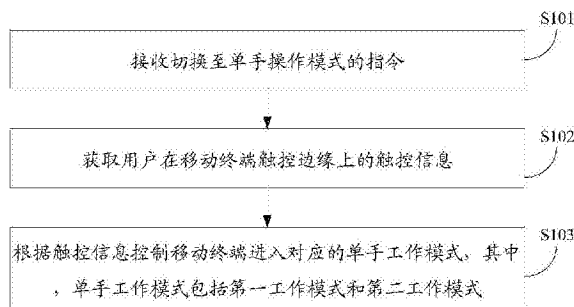 S101
接收切换至单手操作模式的指令
S102
获取用户在移动终端触控边缘上的触控信息
S103
根据触控信息控制移动终端进入对应的单手工作模式，其中
，单手工作模式包括第一工作模式和第二工作模式